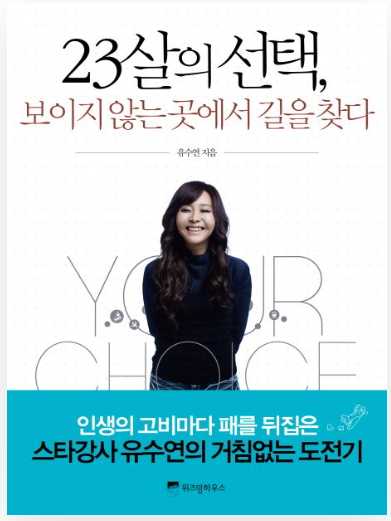 23살의 선택,
보이지 않는 곳에서 길을 찾다
유수연 지음
YOUR
CHOICE
인생의 고비마다 패를 뒤집은
스타강사 유수연의 거침없는 도전기
위즈덤하우스